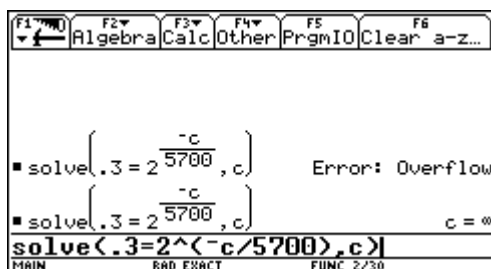 F1 F2 F3 F4 F5 F6
Algebra Calc Other PrgmIO Clear a-z...
▪ solve(.3 = 2^(⁻c/5700), c) Error: Overflow
▪ solve(.3 = 2^(⁻c/5700), c) c = ∞
solve(.3=2^(⁻c/5700),c)
MAIN RAD EXACT FUNC 2/30